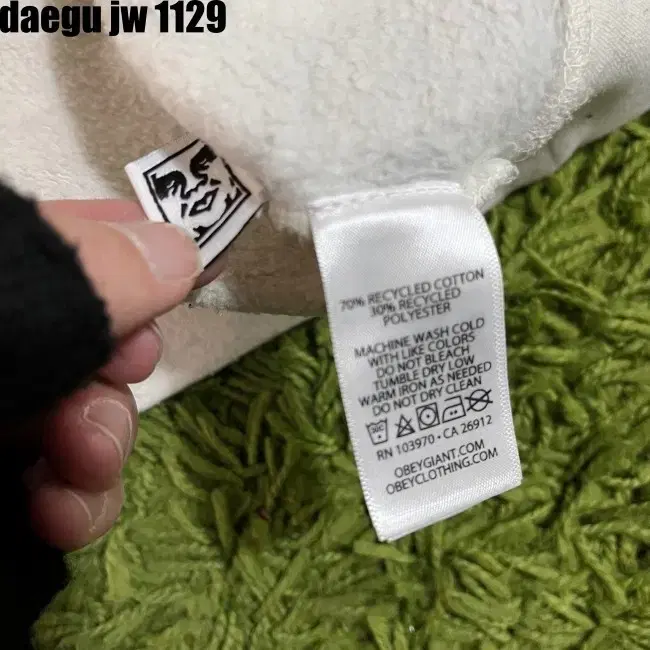 daegu jw 1129
70% RECYCLED COTTON
30% RECYCLED
POLYESTER
MACHINE WASH COLD
WITH LIKE COLORS
DO NOT BLEACH
TUMBLE DRY LOW
WARM IRON AS NEEDED
DO NOT DRY CLEAN
RN 103970 • CA 26912
OBEYGIANT.COM
OBEYCLOTHING.COM